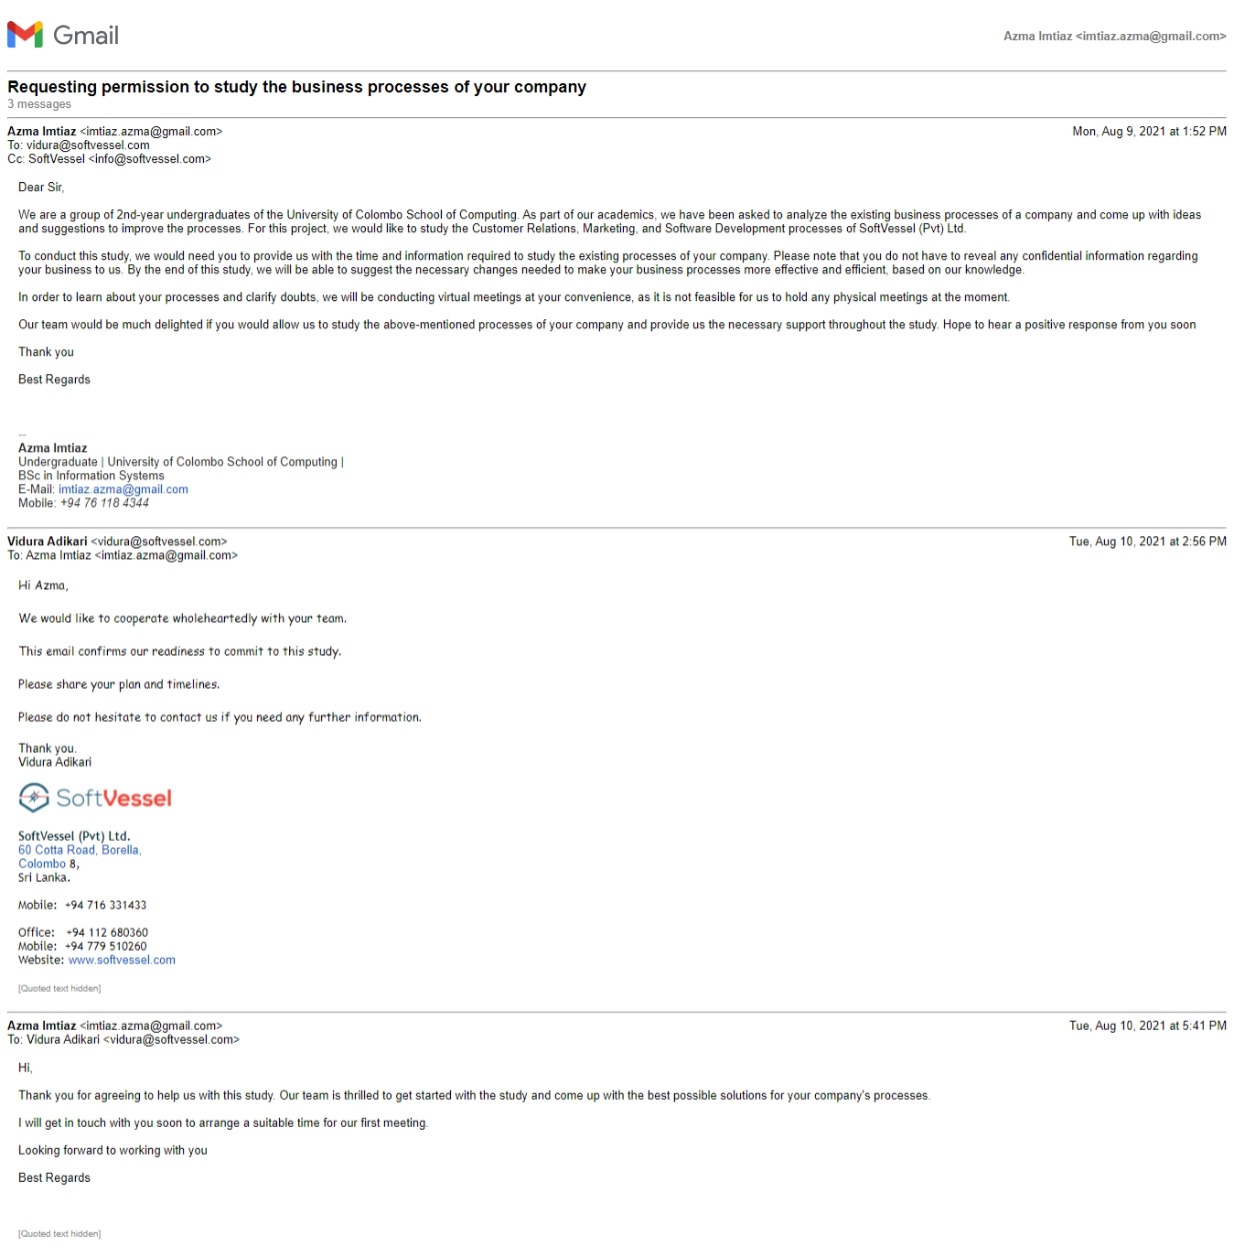 Gmail
Azma Imtiaz <imtiaz.azma@gmail.com>
Requesting permission to study the business processes of your company
3 messages
Azma Imtiaz <imtiaz.azma@gmail.com>
Mon, Aug 9, 2021 at 1:52 PM
To: vidura@softvessel.com
Cc: SoftVessel <info@softvessel.com>
Dear Sir,
We are a group of 2nd-year undergraduates of the University of Colombo School of Computing. As part of our academics, we have been asked to analyze the existing business processes of a company and come up with ideas
and suggestions to improve the processes. For this project, we would like to study the Customer Relations, Marketing, and Software Development processes of SoftVessel (Pvt) Ltd.
To conduct this study, we would need you to provide us with the time and information required to study the existing processes of your company. Please note that you do not have to reveal any confidential information regarding
your business to us. By the end of this study, we will be able to suggest the necessary changes needed to make your business processes more effective and efficient, based on our knowledge.
In order to learn about your processes and clarify doubts, we will be conducting virtual meetings at your convenience, as it is not feasible for us to hold any physical meetings at the moment.
Our team would be much delighted if you would allow us to study the above-mentioned processes of your company and provide us the necessary support throughout the study. Hope to hear a positive response from you soon
Thank you
Best Regards
--
Azma Imtiaz
Undergraduate | University of Colombo School of Computing |
BSc in Information Systems
E-Mail: imtiaz.azma@gmail.com
Mobile: +94 76 118 4344
Vidura Adikari <vidura@softvessel.com>
Tue, Aug 10, 2021 at 2:56 PM
To: Azma Imtiaz <imtiaz.azma@gmail.com>
Hi Azma,
We would like to cooperate wholeheartedly with your team.
This email confirms our readiness to commit to this study.
Please share your plan and timelines.
Please do not hesitate to contact us if you need any further information.
Thank you.
Vidura Adikari
SoftVessel
SoftVessel (Pvt) Ltd.
60 Cotta Road, Borella,
Colombo 8,
Sri Lanka.
Mobile: +94 716 331433
Office: +94 112 680360
Mobile: +94 779 510260
Website: www.softvessel.com
[Quoted text hidden]
Azma Imtiaz <imtiaz.azma@gmail.com>
Tue, Aug 10, 2021 at 5:41 PM
To: Vidura Adikari <vidura@softvessel.com>
Hi,
Thank you for agreeing to help us with this study. Our team is thrilled to get started with the study and come up with the best possible solutions for your company's processes.
I will get in touch with you soon to arrange a suitable time for our first meeting.
Looking forward to working with you
Best Regards
[Quoted text hidden]